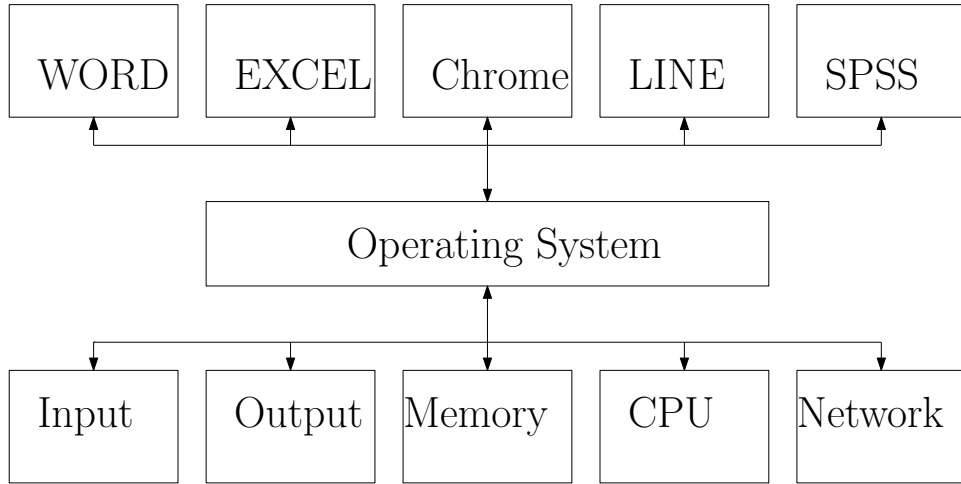 WORD EXCEL Chrome LINE SPSS
Operating System
Input Output Memory CPU Network